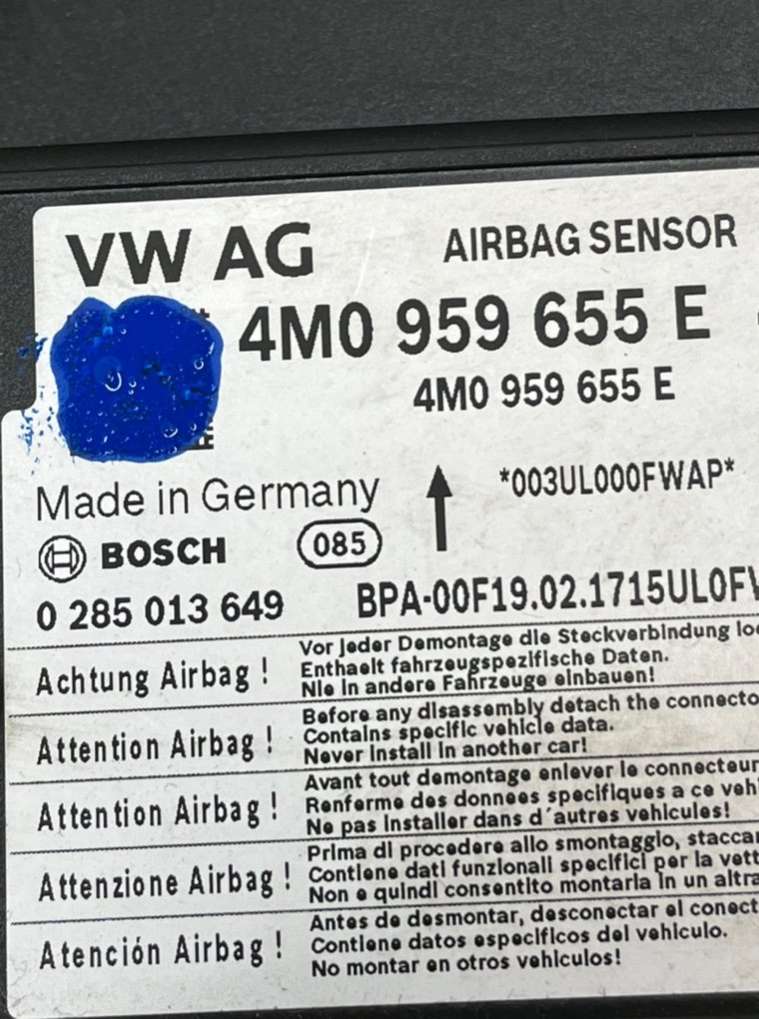 VW AG
AIRBAG SENSOR
4M0 959 655 E
4M0 959 655 E
Made in Germany
*003UL000FWAP*
BOSCH
085
0 285 013 649
BPA-00F19.02.1715UL0F
Achtung Airbag !
Vor jeder Demontage die Steckverbindung
Enthaelt fahrzeugspezifische Daten.
Nie in andere Fahrzeuge einbauen!
Attention Airbag !
Before any disassembly detach the
Contains specific vehicle data.
Never install in another car!
Attention Airbag !
Avant tout demontage enlever le connecteur
Renferme des donnees specifiques a ce
Ne pas installer dans d'autres vehicules!
Attenzione Airbag !
Prima di procedere allo smontaggio,
Contiene dati funzionali specifici per la
Non e quindi consentito montarla in un
Atención Airbag !
Antes de desmontar, desconectar el
Contiene datos especificos del vehiculo.
No montar en otros vehiculos!